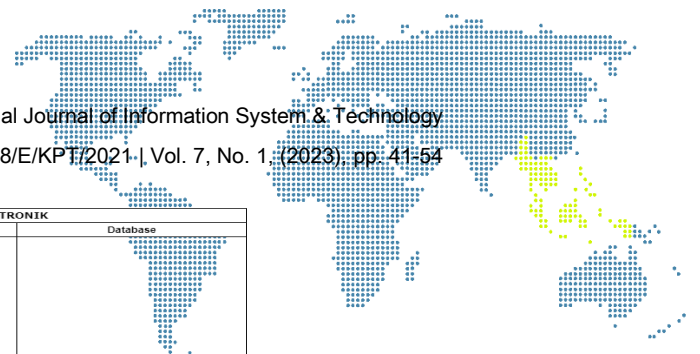 al Journal of Information System & Technology
8/E/KPT/2021 | Vol. 7, No. 1, (2023), pp. 41-54
TRONIK
Database